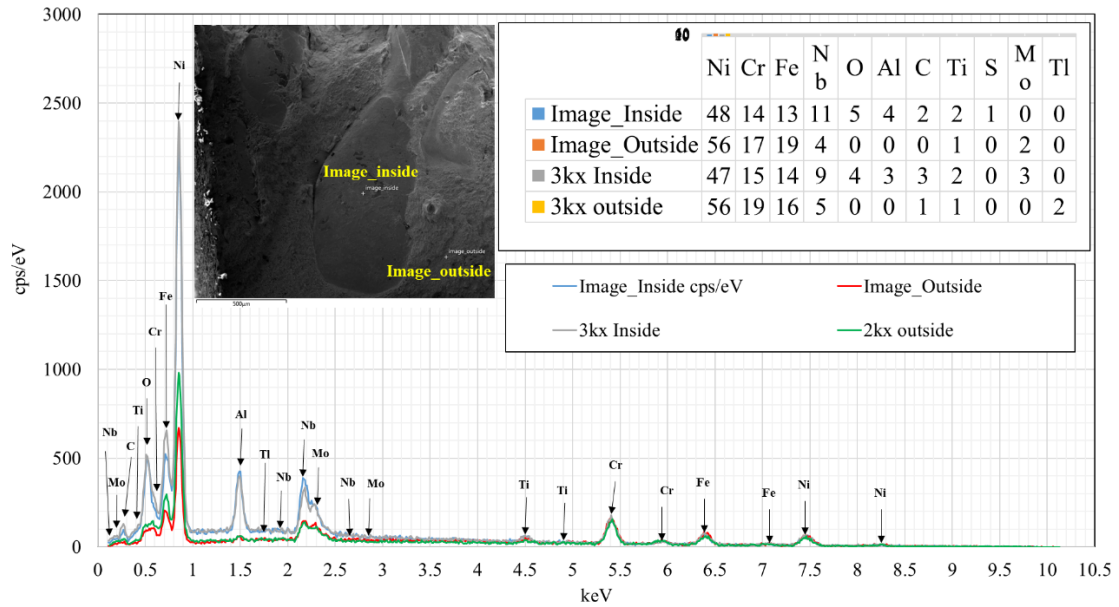 3000
2500
2000
1500
1000
500
0
cps/eV
0 0.5 1 1.5 2 2.5 3 3.5 4 4.5 5 5.5 6 6.5 7 7.5 8 8.5 9 9.5 10 10.5
keV
Ni
Fe
Cr
O
Ti
C
Nb
Mo
Al
Tl
Nb
Nb
Mo
Nb
Mo
Ti
Ti
Cr
Cr
Fe
Fe
Ni
Ni
Image_inside
image_inside
image_outside
Image_outside
500µm
Ni Cr Fe Nb O Al C Ti S Mo Tl
Image_Inside 48 14 13 11 5 4 2 2 1 0 0
Image_Outside 56 17 19 4 0 0 0 1 0 2 0
3kx Inside 47 15 14 9 4 3 3 2 0 3 0
3kx outside 56 19 16 5 0 0 1 1 0 0 2
Image_Inside cps/eV Image_Outside
3kx Inside 2kx outside